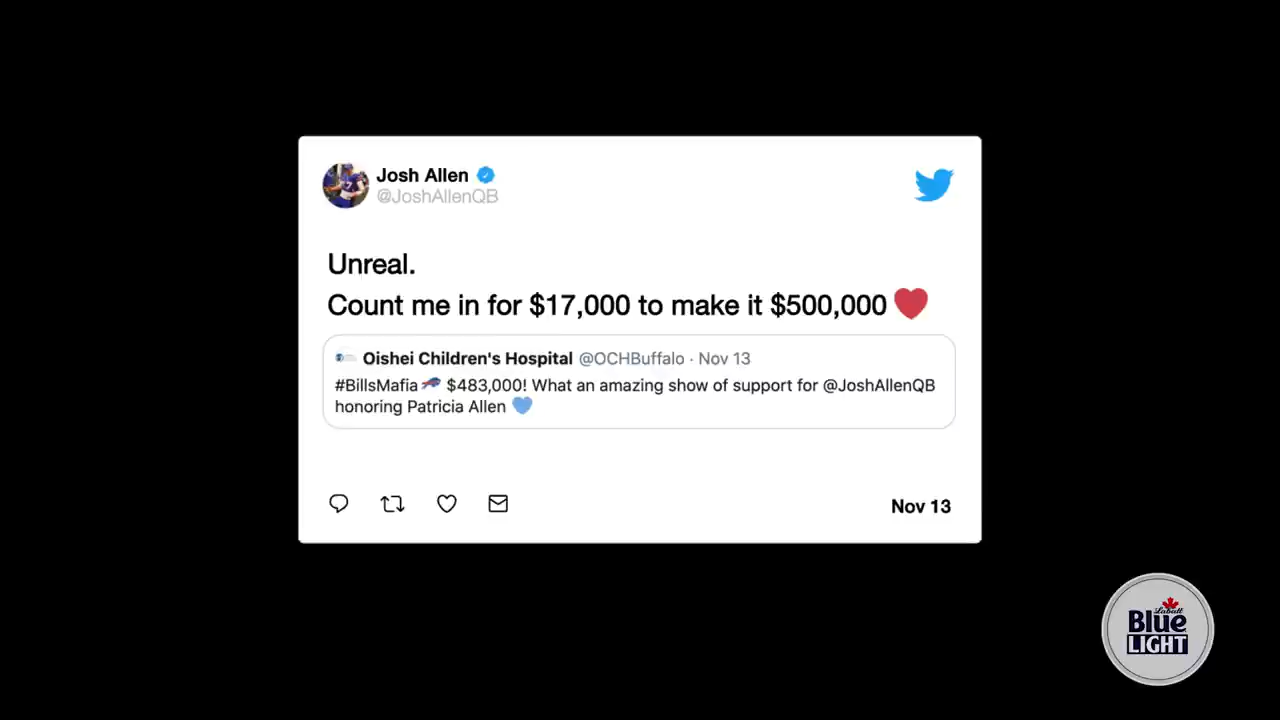 Josh Allen
@JoshAllenQB
Unreal.
Count me in for $17,000 to make it $500,000
Oishei Children's Hospital @OCHBuffalo · Nov 13
#BillsMafia $483,000! What an amazing show of support for @JoshAllenQB
honoring Patricia Allen
Nov 13
Labatt
Blue
LIGHT